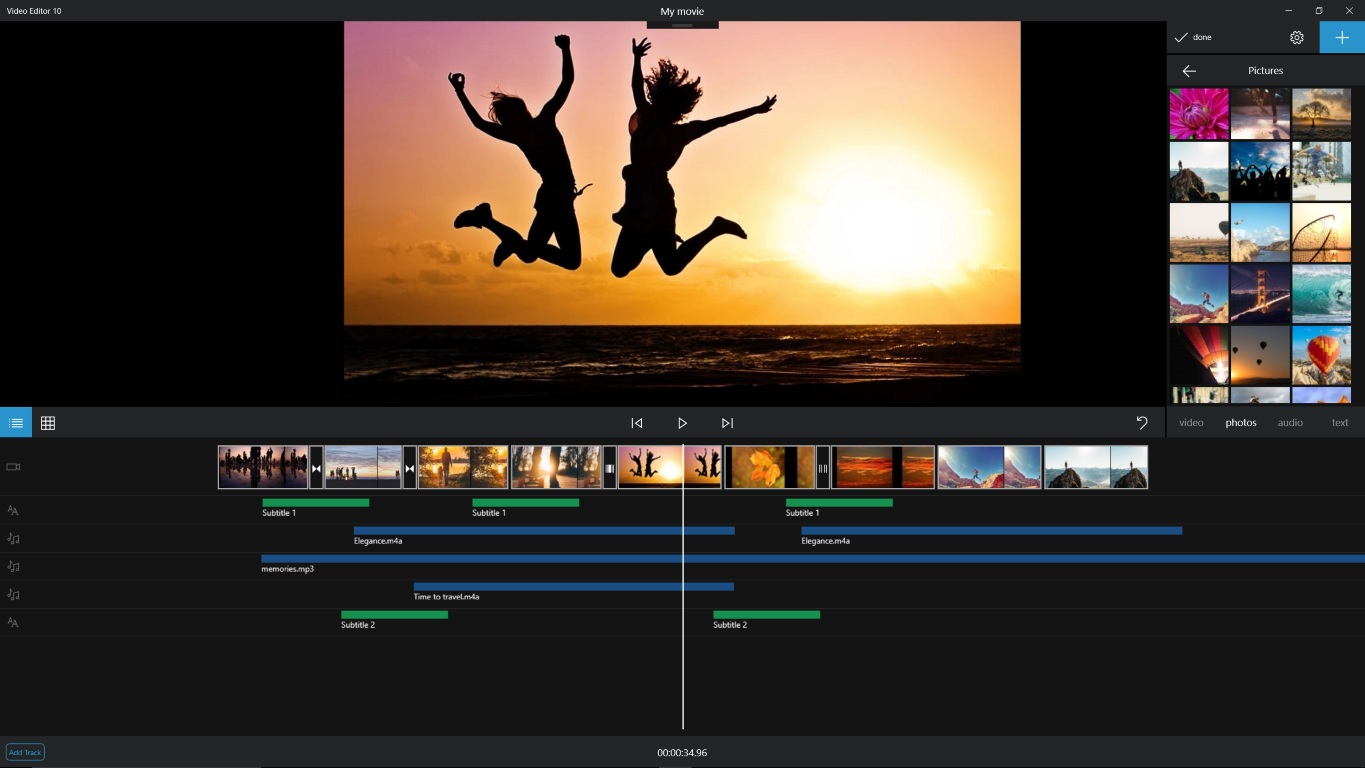 Video Editor 10
My movie
done
Pictures
video photos audio text
Subtitle 1 Subtitle 1 Subtitle 1
Elegance.m4a Elegance.m4a
memories.mp3
Time to travel.m4a
Subtitle 2 Subtitle 2
Add Track
00:00:34.96